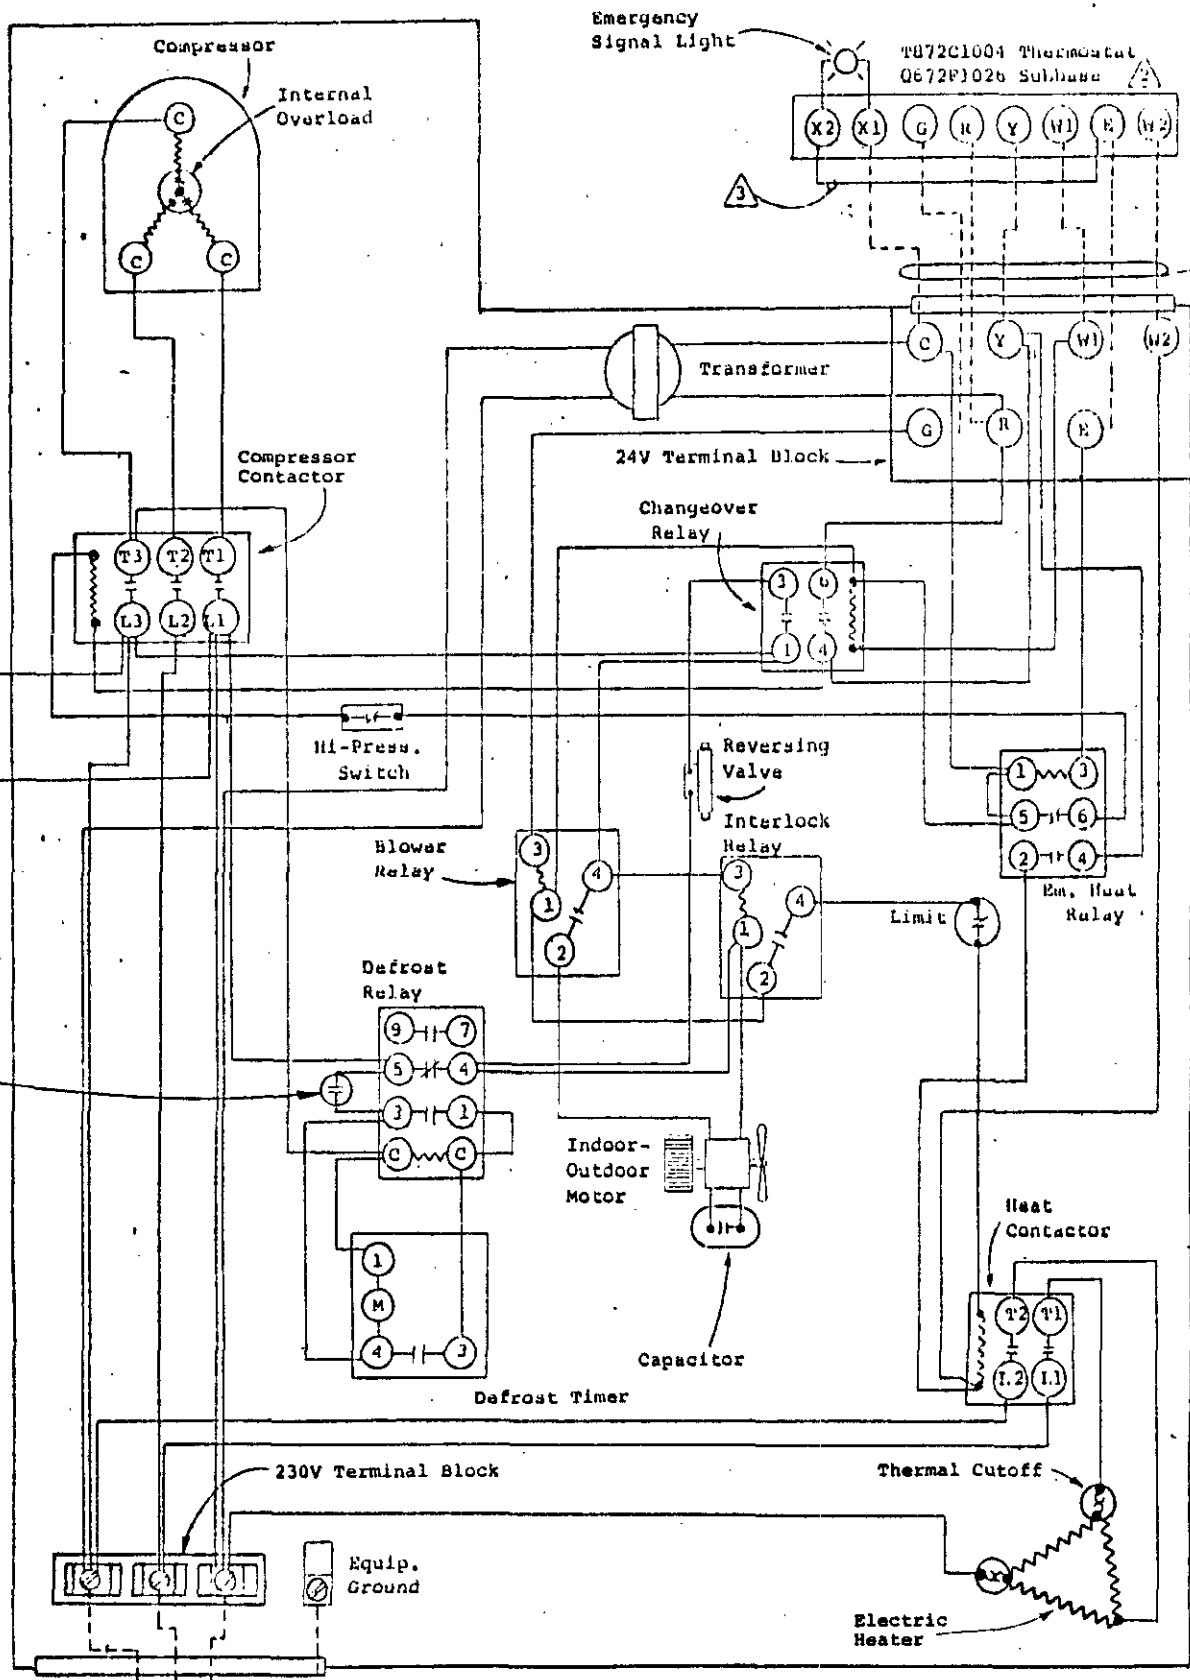 Emergency
Signal Light
T872C1004 Thermostat
Q672F1026 Subbase
2
Compressor
Internal
Overload
C
C
C
X2 X1 G R Y W1 E W2
3
C Y W1 W2
Transformer
G R E
24V Terminal Block
Compressor
Contactor
Changeover
Relay
T3 T2 T1
L3 L2 L1
3 6
1 4
Hi-Press.
Switch
Reversing
Valve
1 3
5 6
2 4
Em. Heat
Relay
Blower
Relay
3
4
1
2
Interlock
Relay
3
4
1
2
Limit
Defrost
Relay
9 7
5 4
3 1
C C
Indoor-
Outdoor
Motor
Capacitor
Heat
Contactor
T2 T1
L2 L1
1
M
4 3
Defrost Timer
230V Terminal Block
Thermal Cutoff
Equip.
Ground
Electric
Heater